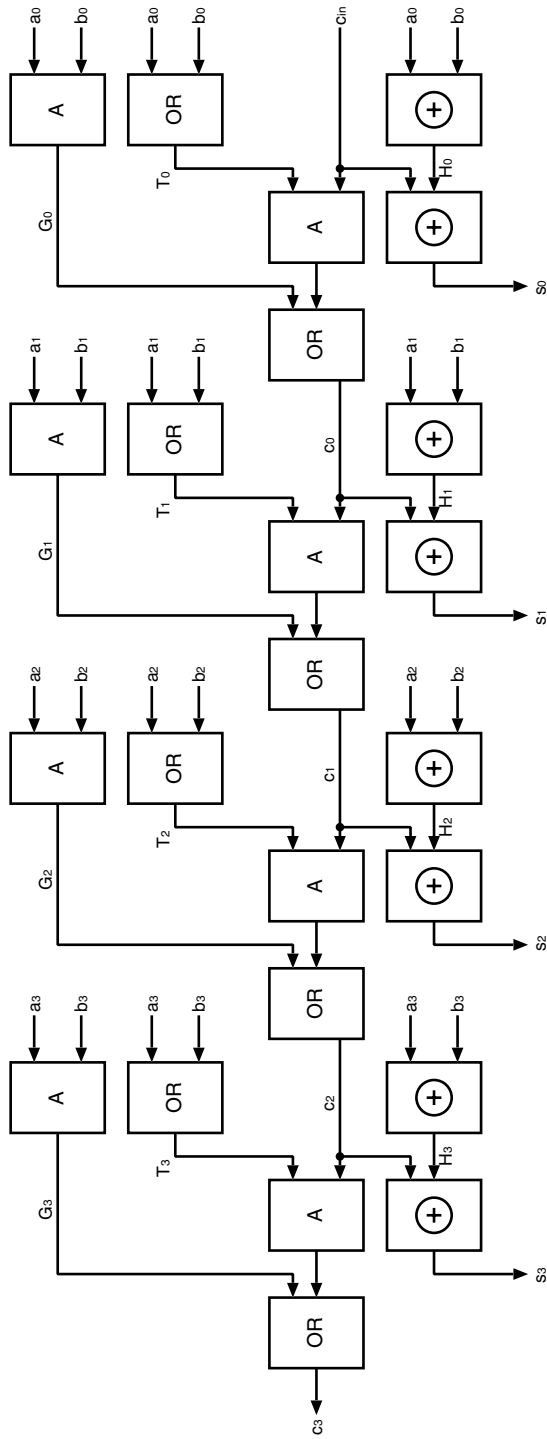 a0 b0 a0 b0 cin a0 b0
A OR ⊕
G0 T0 H0
A ⊕
OR s0
a1 b1 a1 b1 a1 b1
A OR c0 ⊕
G1 T1 H1
A ⊕
OR s1
a2 b2 a2 b2 a2 b2
A OR c1 ⊕
G2 T2 H2
A ⊕
OR s2
a3 b3 a3 b3 a3 b3
A OR c2 ⊕
G3 T3 H3
A ⊕
OR s3
c3